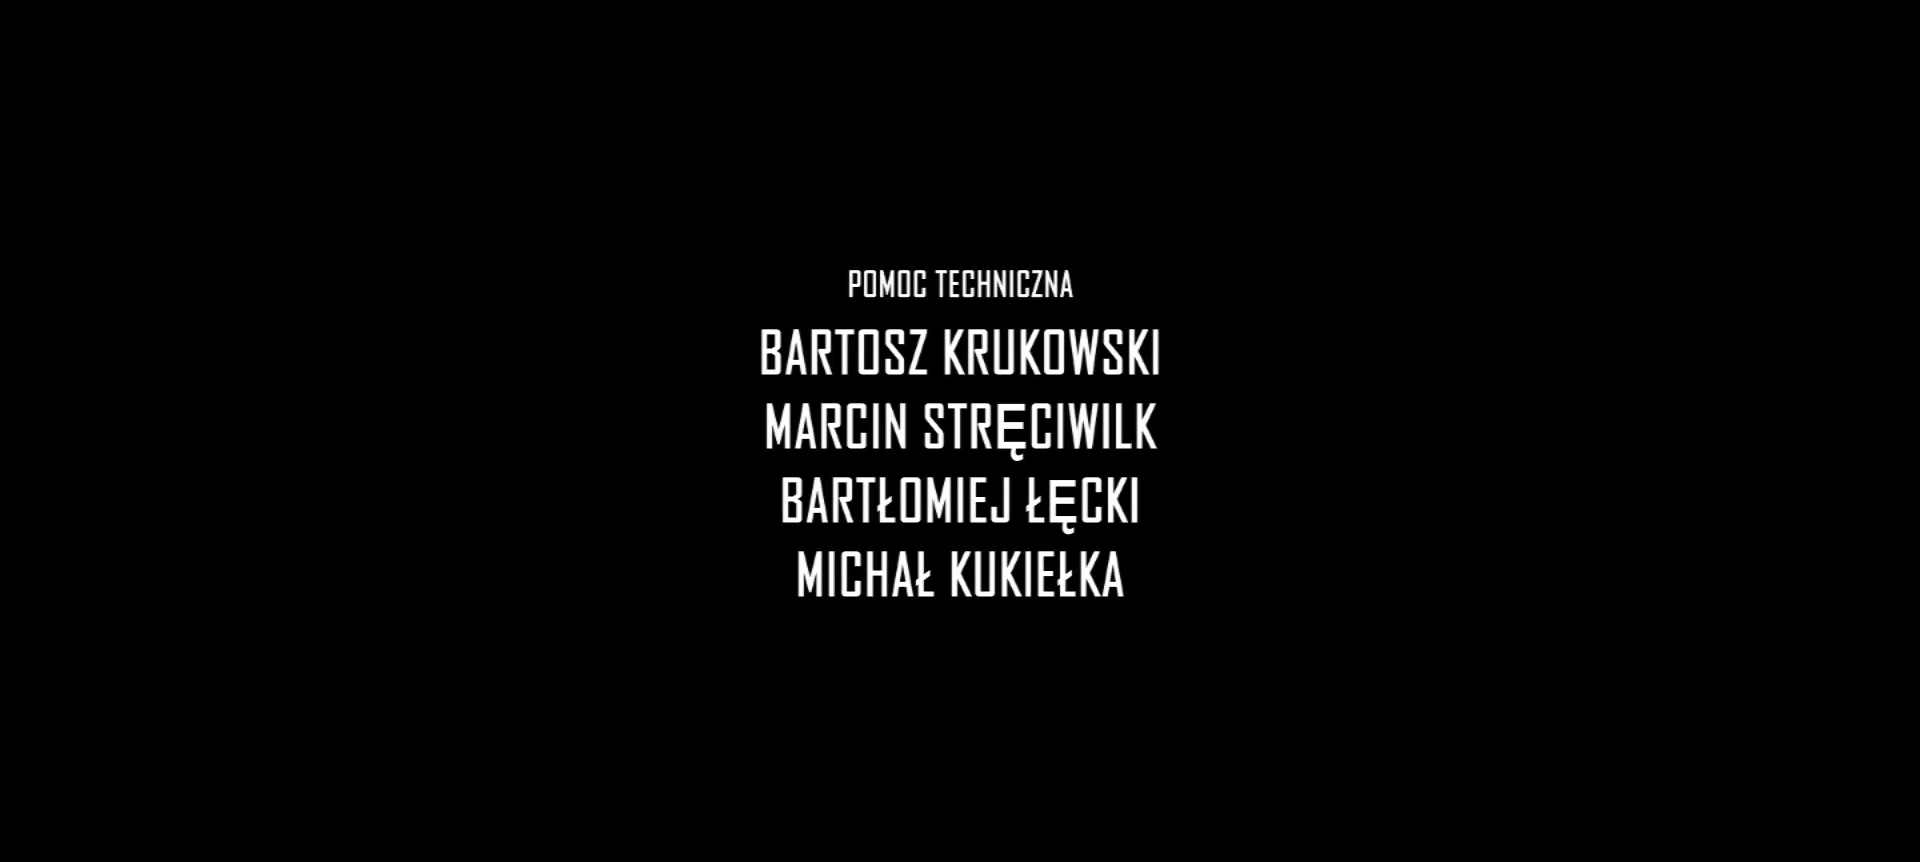 POMOC TECHNICZNA
BARTOSZ KRUKOWSKI
MARCIN STRĘCIWILK
BARTŁOMIEJ ŁĘCKI
MICHAŁ KUKIEŁKA